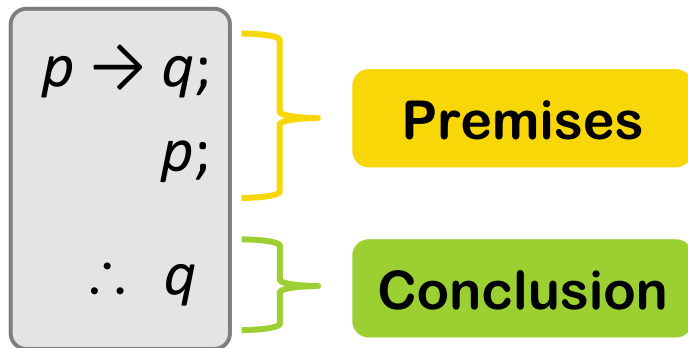 p → q;
p;
Premises
∴ q
Conclusion